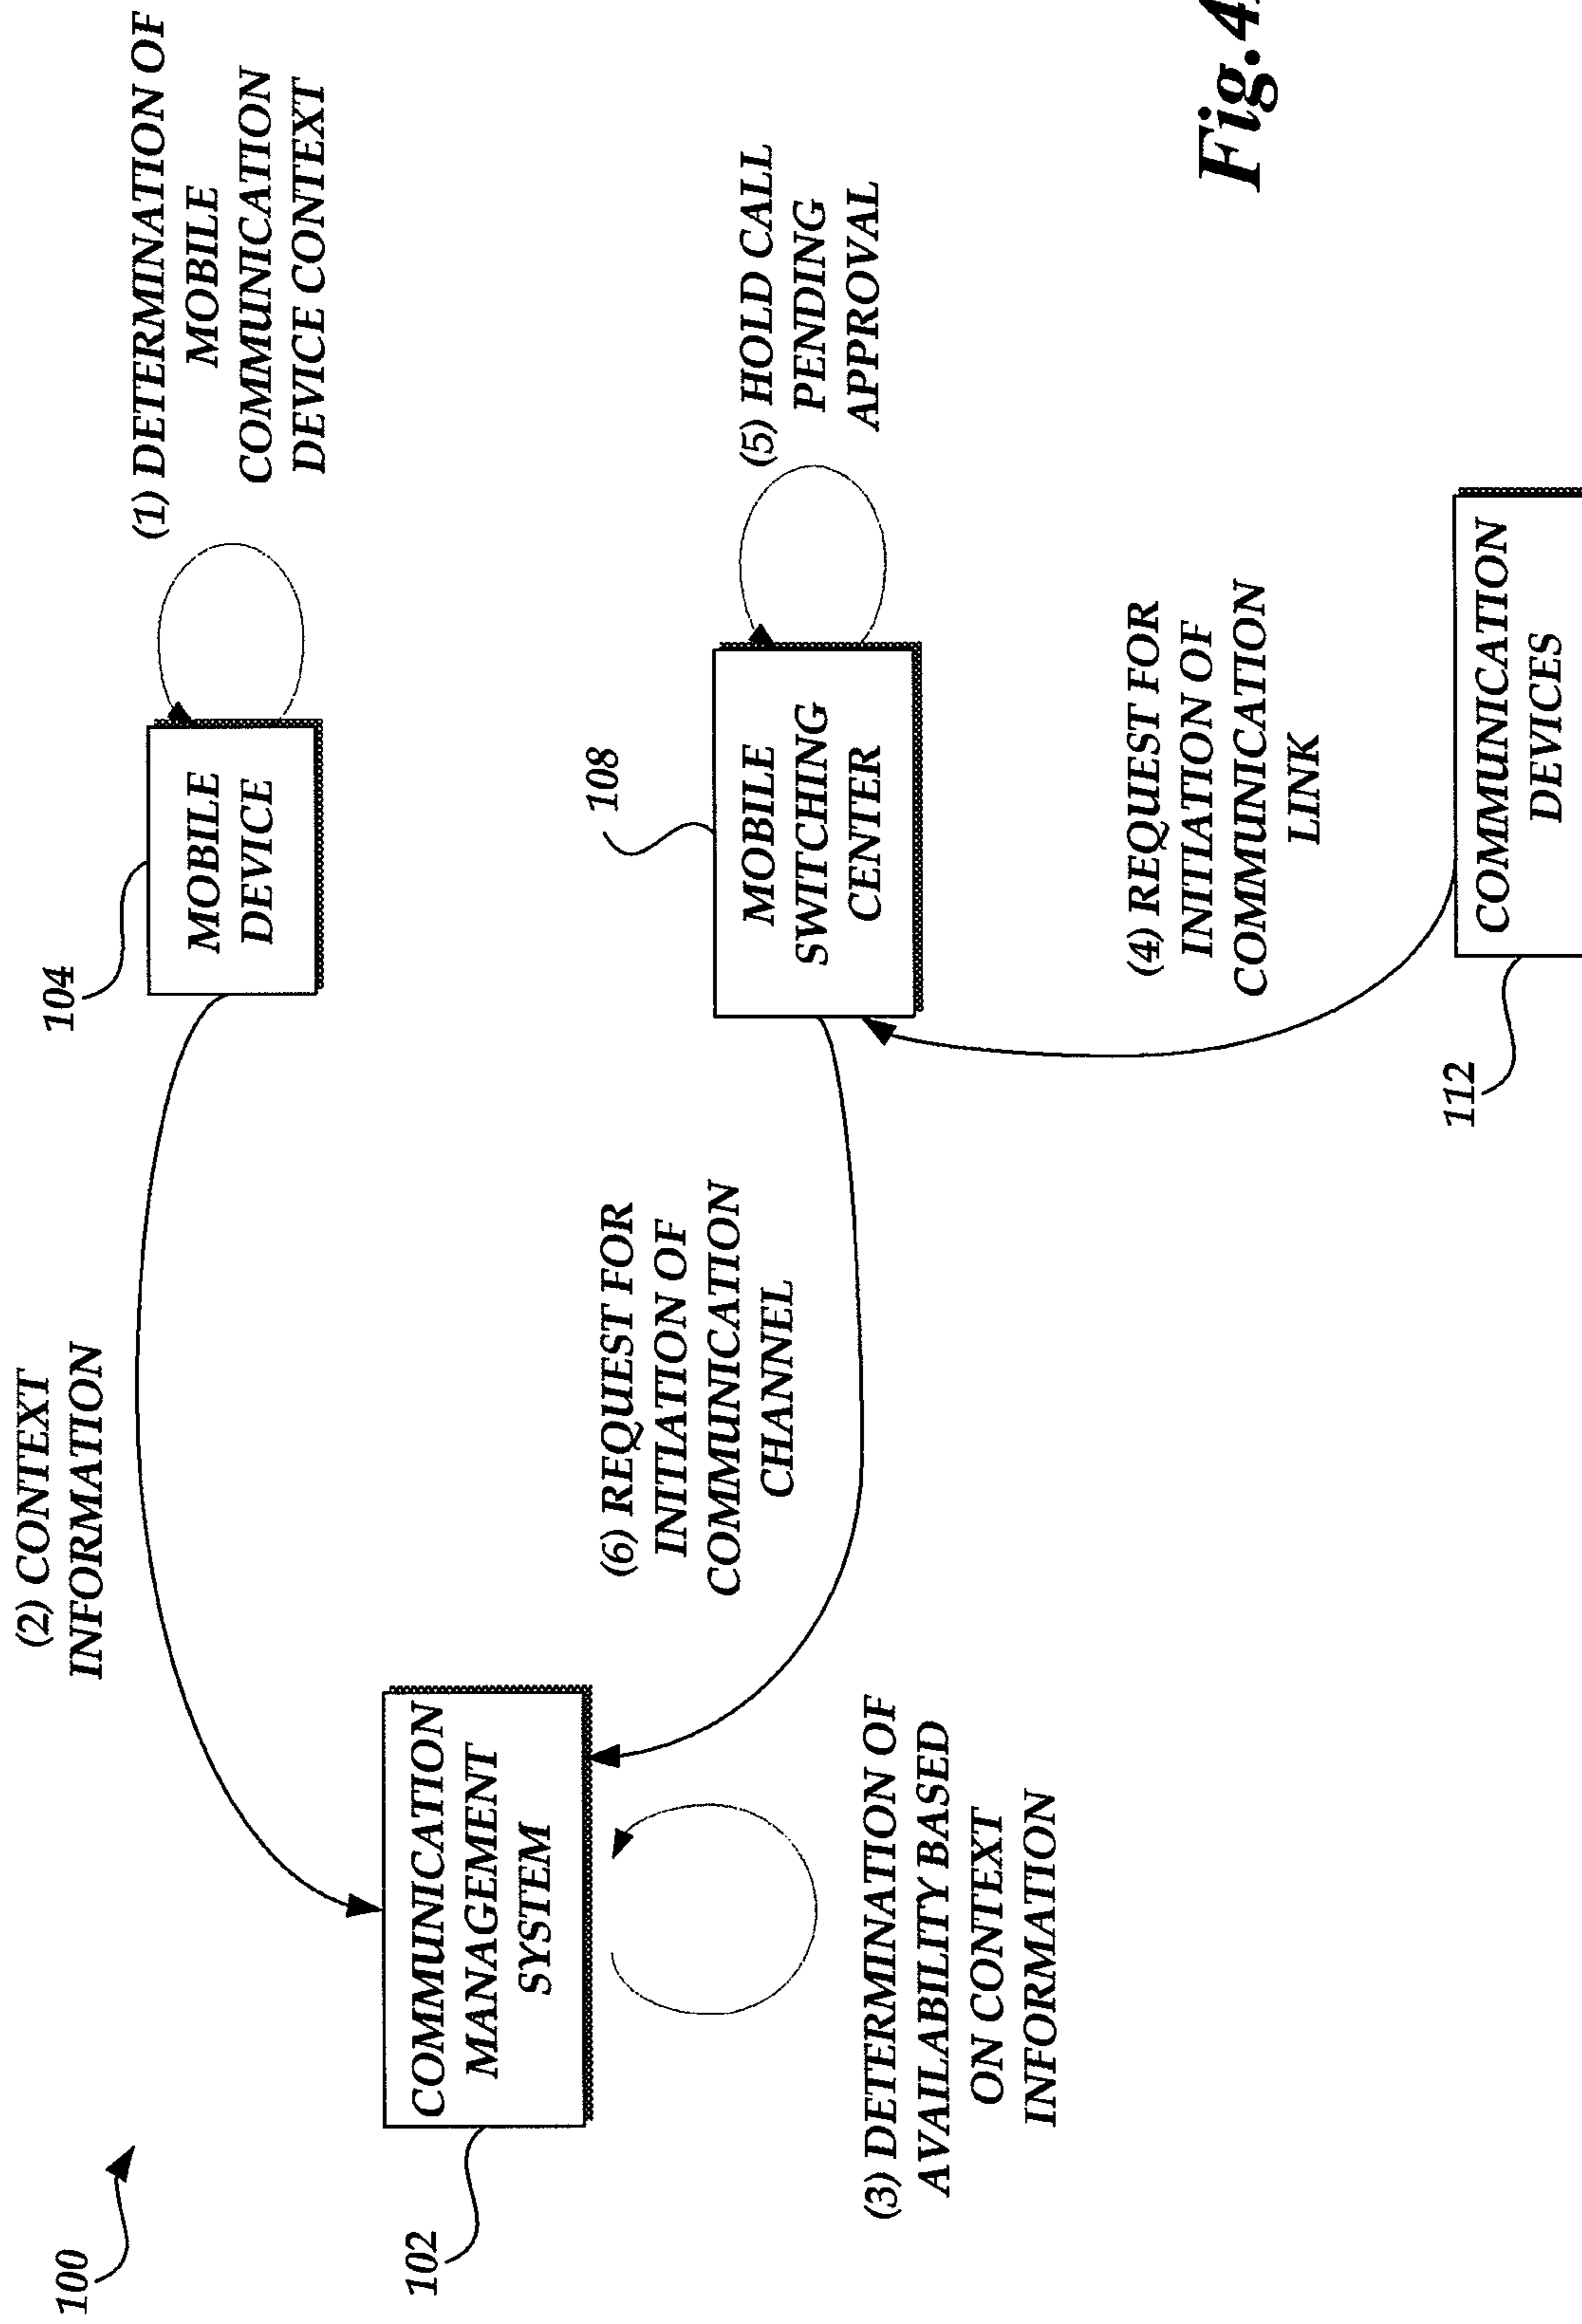 100
(2) CONTEXT
INFORMATION
104
(1) DETERMINATION OF
MOBILE
COMMUNICATION
DEVICE CONTEXT
MOBILE
DEVICE
102
COMMUNICATION
MANAGEMENT
SYSTEM
(6) REQUEST FOR
INITIATION OF
COMMUNICATION
CHANNEL
108
MOBILE
SWITCHING
CENTER
(5) HOLD CALL
PENDING
APPROVAL
(3) DETERMINATION OF
AVAILABILITY BASED
ON CONTEXT
INFORMATION
(4) REQUEST FOR
INITIATION OF
COMMUNICATION
LINK
112
COMMUNICATION
DEVICES
Fig.4